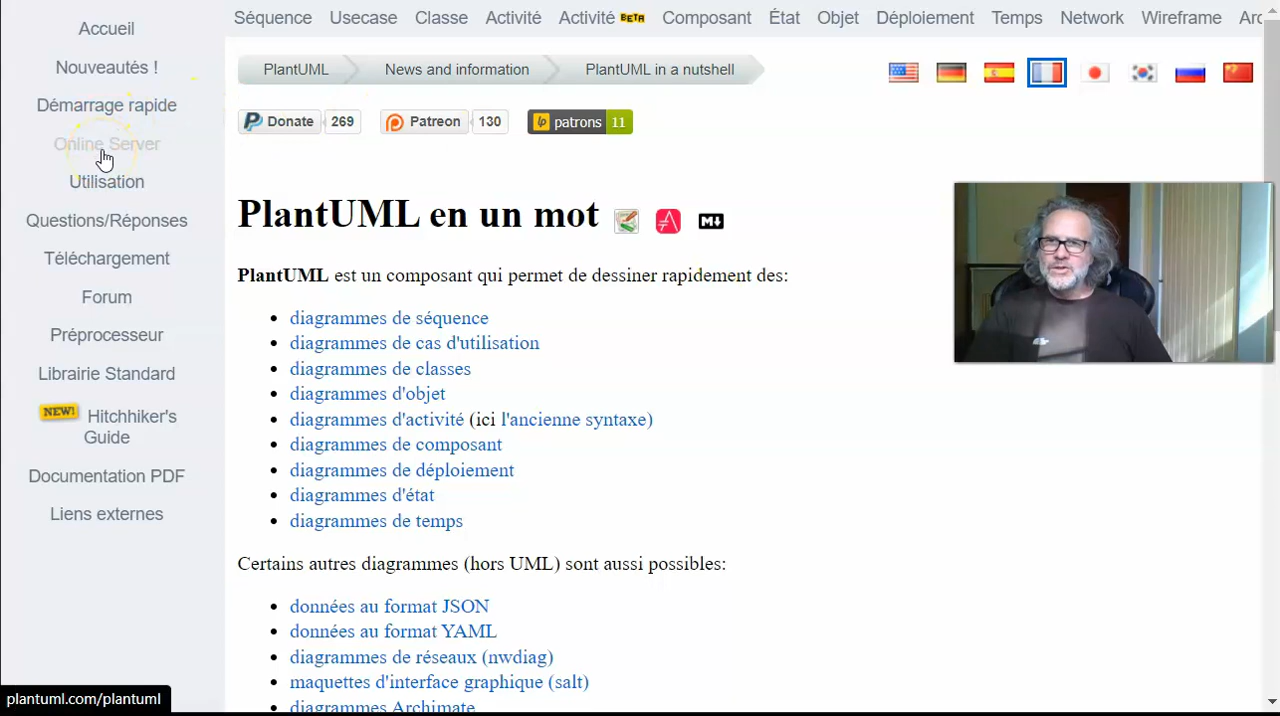 Accueil
Nouveautés !
Démarrage rapide
Online Server
Utilisation
Questions/Réponses
Téléchargement
Forum
Préprocesseur
Librairie Standard
NEW! Hitchhiker's
Guide
Documentation PDF
Liens externes
Séquence Usecase Classe Activité Activité BETA Composant État Objet Déploiement Temps Network Wireframe
PlantUML News and information PlantUML in a nutshell
Donate 269 Patreon 130 patrons 11
PlantUML en un mot
PlantUML est un composant qui permet de dessiner rapidement des:
• diagrammes de séquence
• diagrammes de cas d'utilisation
• diagrammes de classes
• diagrammes d'objet
• diagrammes d'activité (ici l'ancienne syntaxe)
• diagrammes de composant
• diagrammes de déploiement
• diagrammes d'état
• diagrammes de temps
Certains autres diagrammes (hors UML) sont aussi possibles:
• données au format JSON
• données au format YAML
• diagrammes de réseaux (nwdiag)
• maquettes d'interface graphique (salt)
• diagrammes Archimate
plantuml.com/plantuml